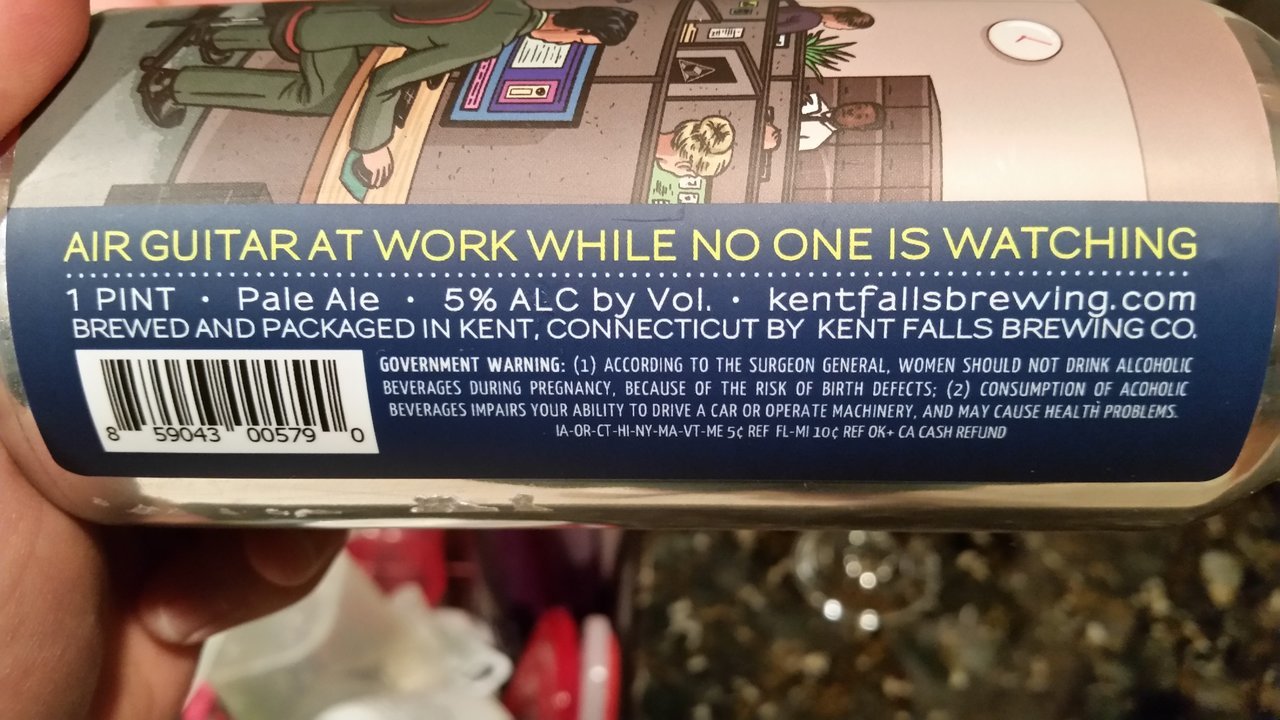 AIR GUITAR AT WORK WHILE NO ONE IS WATCHING
1 PINT • Pale Ale • 5% ALC by Vol. • kentfallsbrewing.com
BREWED AND PACKAGED IN KENT, CONNECTICUT BY KENT FALLS BREWING CO.
GOVERNMENT WARNING: (1) ACCORDING TO THE SURGEON GENERAL, WOMEN SHOULD NOT DRINK ALCOHOLIC
BEVERAGES DURING PREGNANCY, BECAUSE OF THE RISK OF BIRTH DEFECTS; (2) CONSUMPTION OF ACOHOLIC
BEVERAGES IMPAIRS YOUR ABILITY TO DRIVE A CAR OR OPERATE MACHINERY, AND MAY CAUSE HEALTH PROBLEMS.
IA-OR-CT-HI-NY-MA-VT-ME 5¢ REF FL-MI 10¢ REF OK+ CA CASH REFUND
8 59043 00579 0